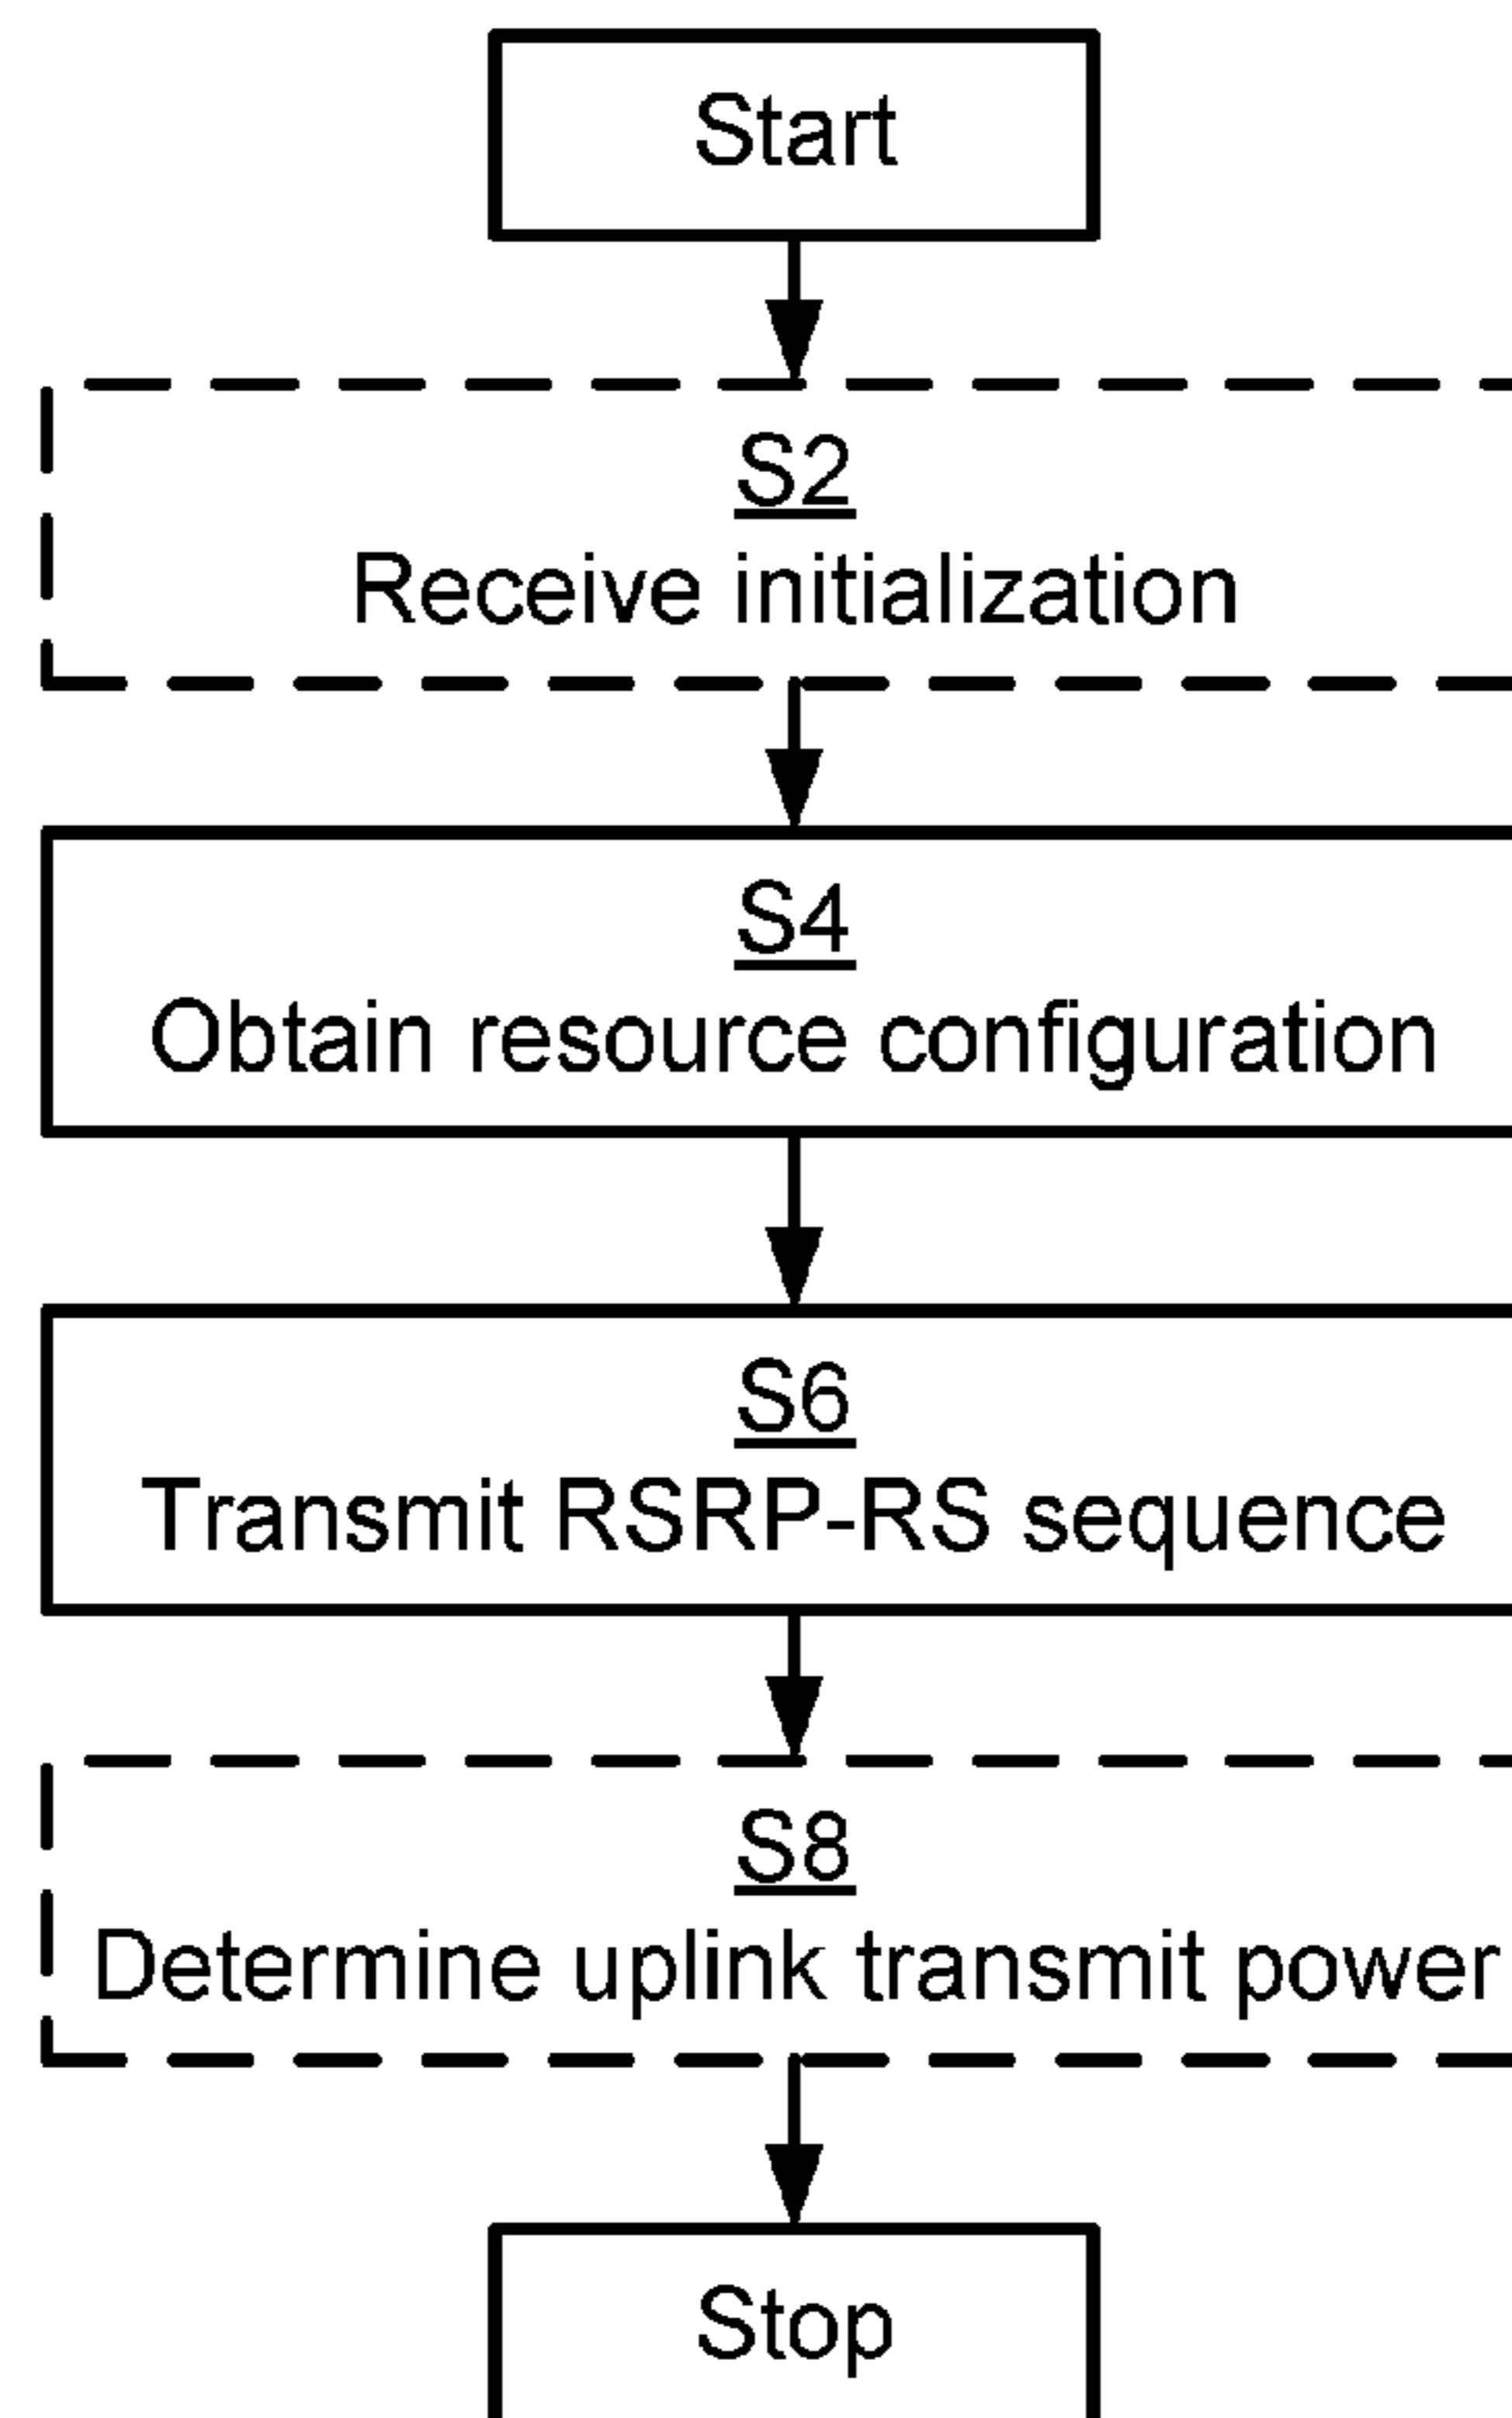 Start
S2
Receive initialization
S4
Obtain resource configuration
S6
Transmit RSRP-RS sequence
S8
Determine uplink transmit power
Stop